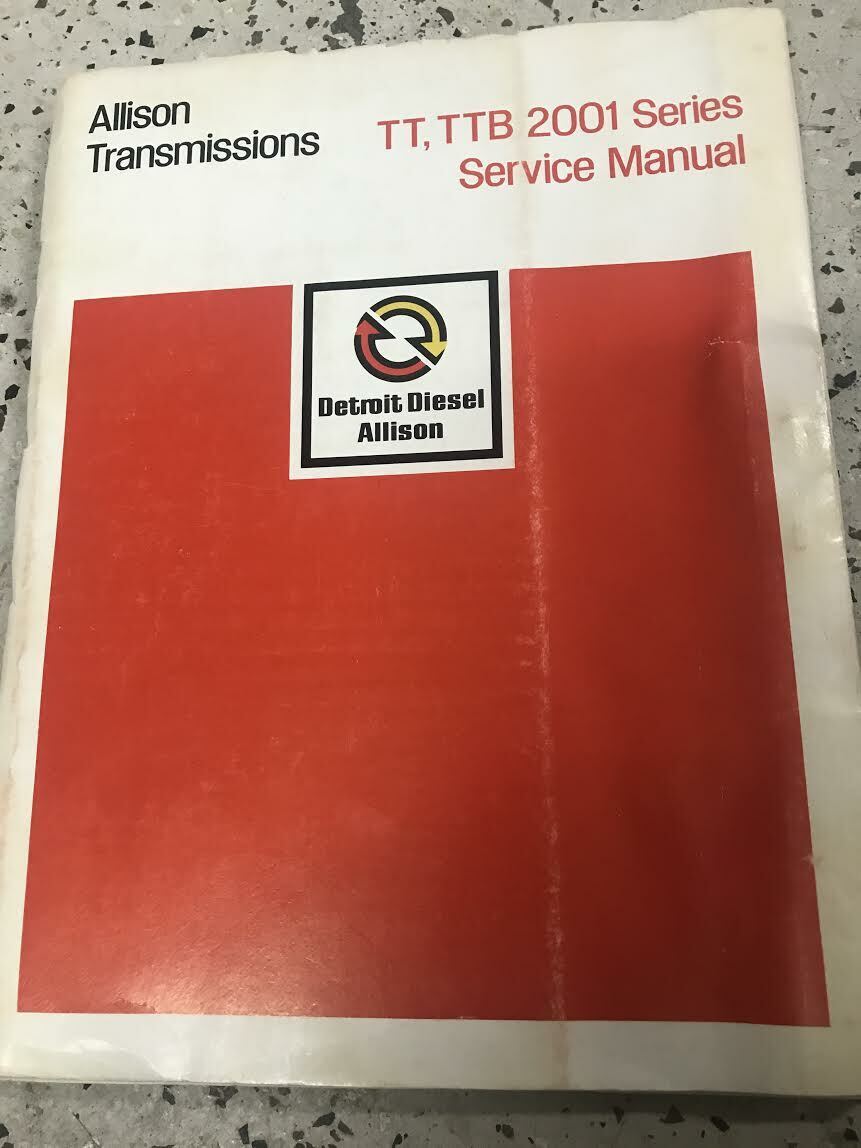 Allison
Transmissions
TT, TTB 2001 Series
Service Manual
Detroit Diesel
Allison